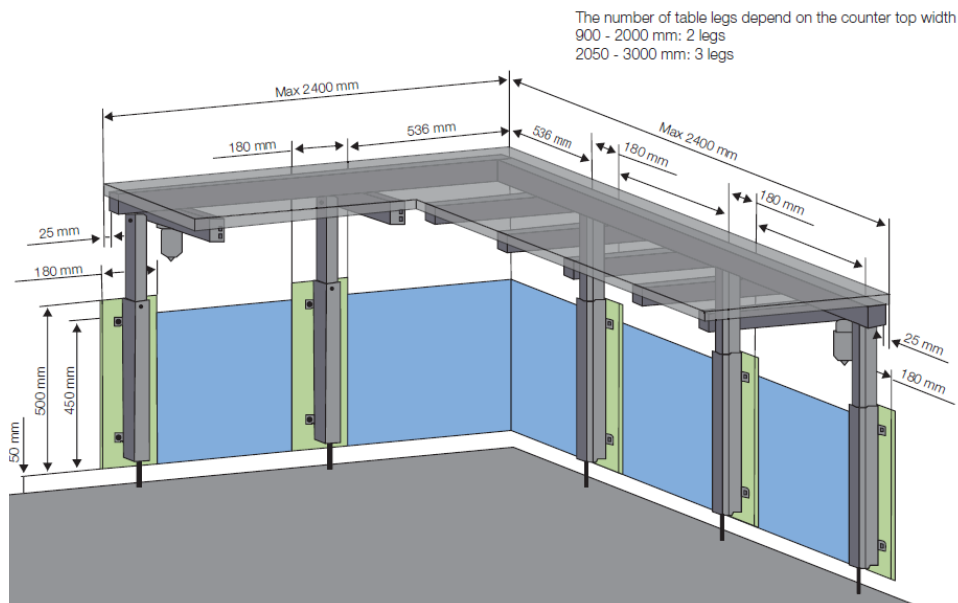 The number of table legs depend on the counter top width
900 - 2000 mm: 2 legs
2050 - 3000 mm: 3 legs
Max 2400 mm
Max 2400 mm
536 mm
180 mm
536 mm
180 mm
180 mm
25 mm
180 mm
500 mm
450 mm
50 mm
25 mm
180 mm